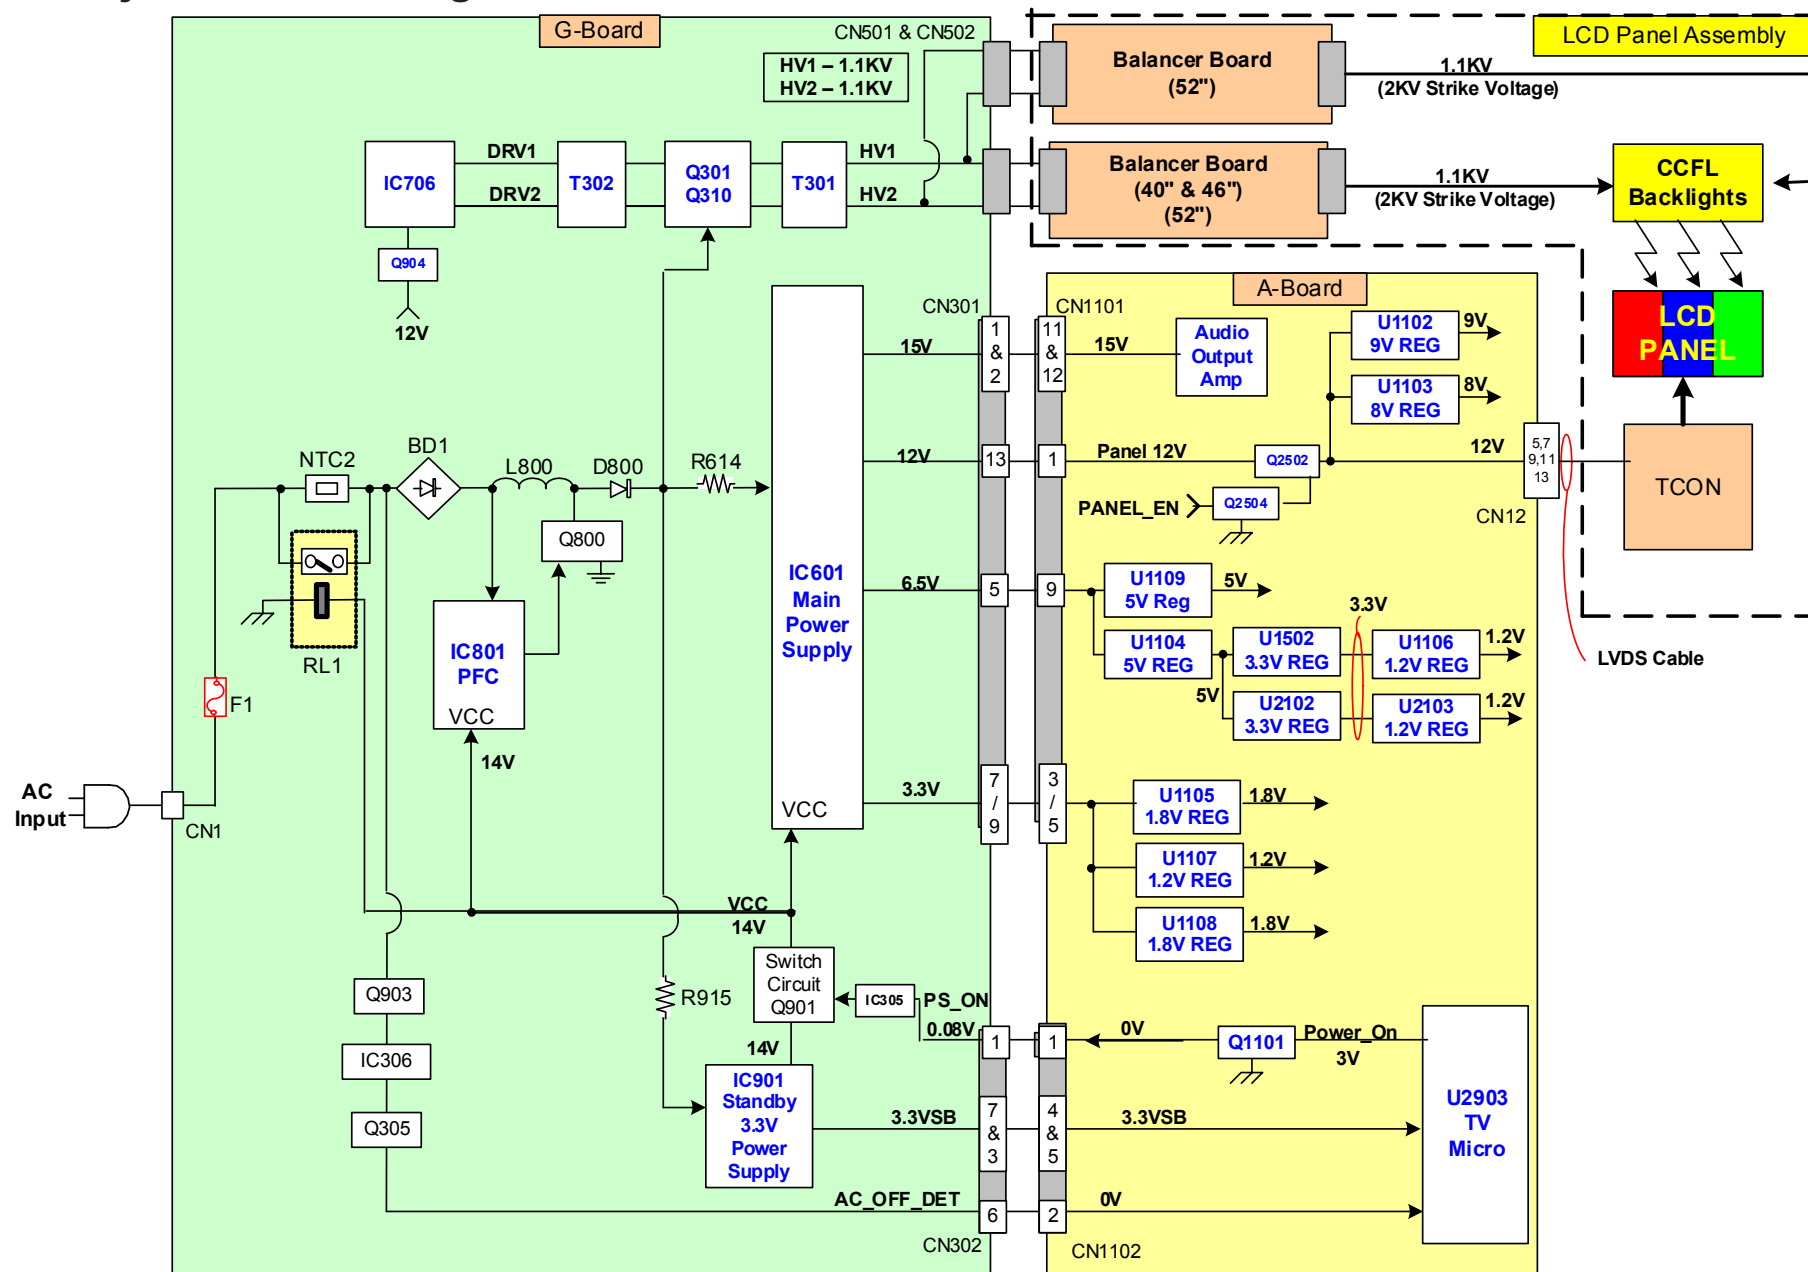 G-Board
CN501 & CN502
HV1 – 1.1KV
HV2 – 1.1KV
Balancer Board
(52")
1.1KV
(2KV Strike Voltage)
LCD Panel Assembly
IC706
DRV1
DRV2
T302
Q301
Q310
T301
HV1
HV2
Balancer Board
(40" & 46")
(52")
1.1KV
(2KV Strike Voltage)
CCFL
Backlights
Q904
12V
LCD
PANEL
TCON
A-Board
CN301
CN1101
1
&
2
11
&
12
15V
15V
Audio
Output
Amp
U1102
9V REG
9V
U1103
8V REG
8V
NTC2
BD1
L800
D800
R614
12V
13
1
Panel 12V
Q2502
12V
5,7
9,11
13
CN12
PANEL_EN
Q2504
Q800
RL1
F1
IC801
PFC
VCC
14V
IC601
Main
Power
Supply
VCC
6.5V
5
9
U1109
5V Reg
5V
U1104
5V REG
5V
U1502
3.3V REG
3.3V
U1106
1.2V REG
1.2V
U2102
3.3V REG
U2103
1.2V REG
1.2V
LVDS Cable
AC
Input
CN1
3.3V
7
/
9
3
/
5
U1105
1.8V REG
1.8V
U1107
1.2V REG
1.2V
U1108
1.8V REG
1.8V
VCC
14V
Switch
Circuit
Q901
IC305
PS_ON
0.08V
R915
Q903
IC306
Q305
14V
IC901
Standby
3.3V
Power
Supply
1
1
0V
Q1101
Power_On
3V
U2903
TV
Micro
3.3VSB
7
&
3
4
&
5
3.3VSB
AC_OFF_DET
6
2
0V
CN302
CN1102